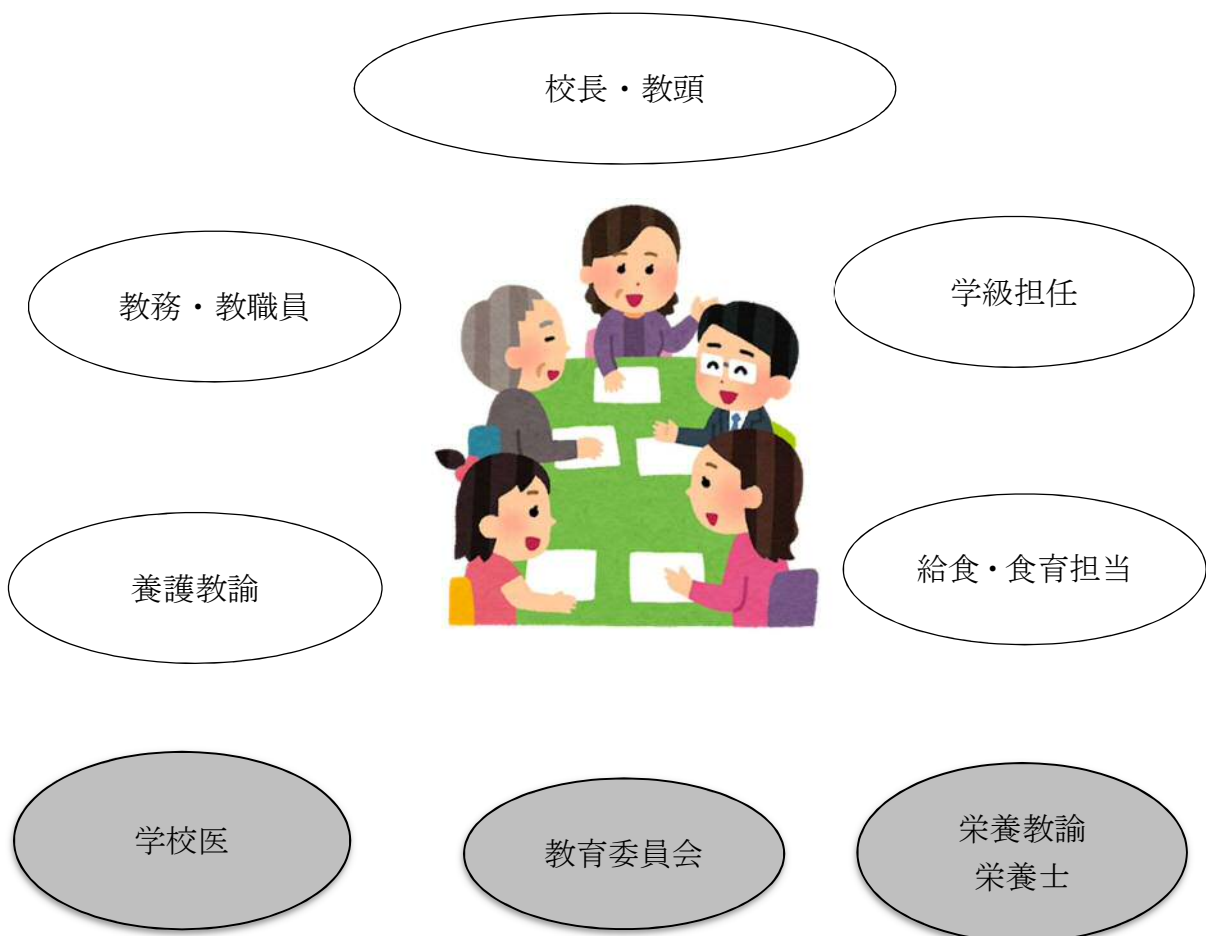 校長・教頭
教務・教職員
学級担任
養護教諭
給食・食育担当
学校医
教育委員会
栄養教諭
栄養士